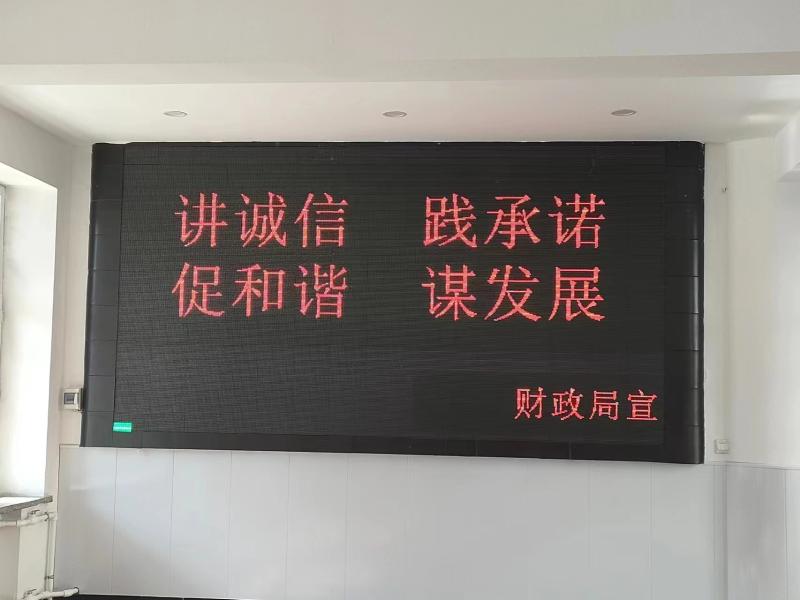 讲诚信 践承诺
促和谐 谋发展
财政局宣